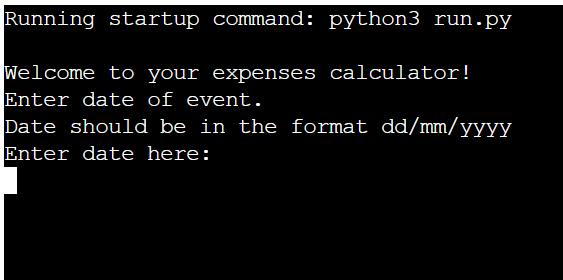 Running startup command: python3 run.py
Welcome to your expenses calculator!
Enter date of event.
Date should be in the format dd/mm/yyyy
Enter date here: